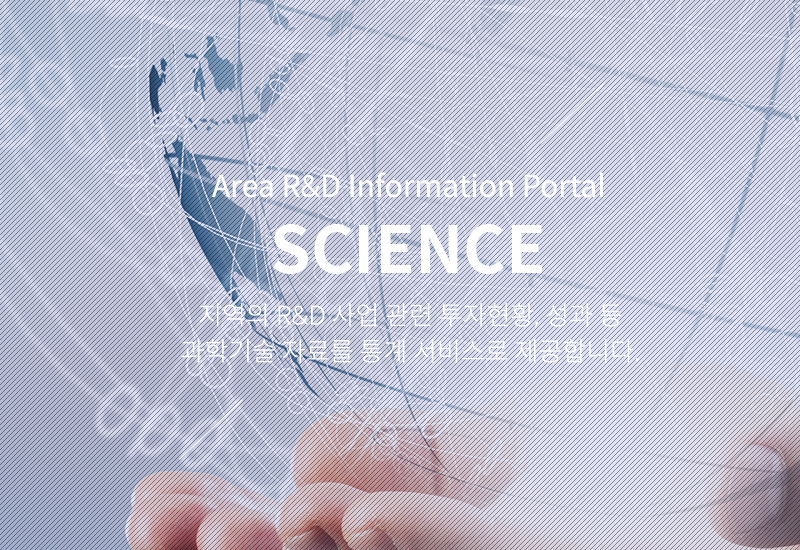 Area R&D Information Portal
SCIENCE
지역의 R&D 사업 관련 투자현황, 성과 등
과학기술 자료를 통계 서비스로 제공합니다.